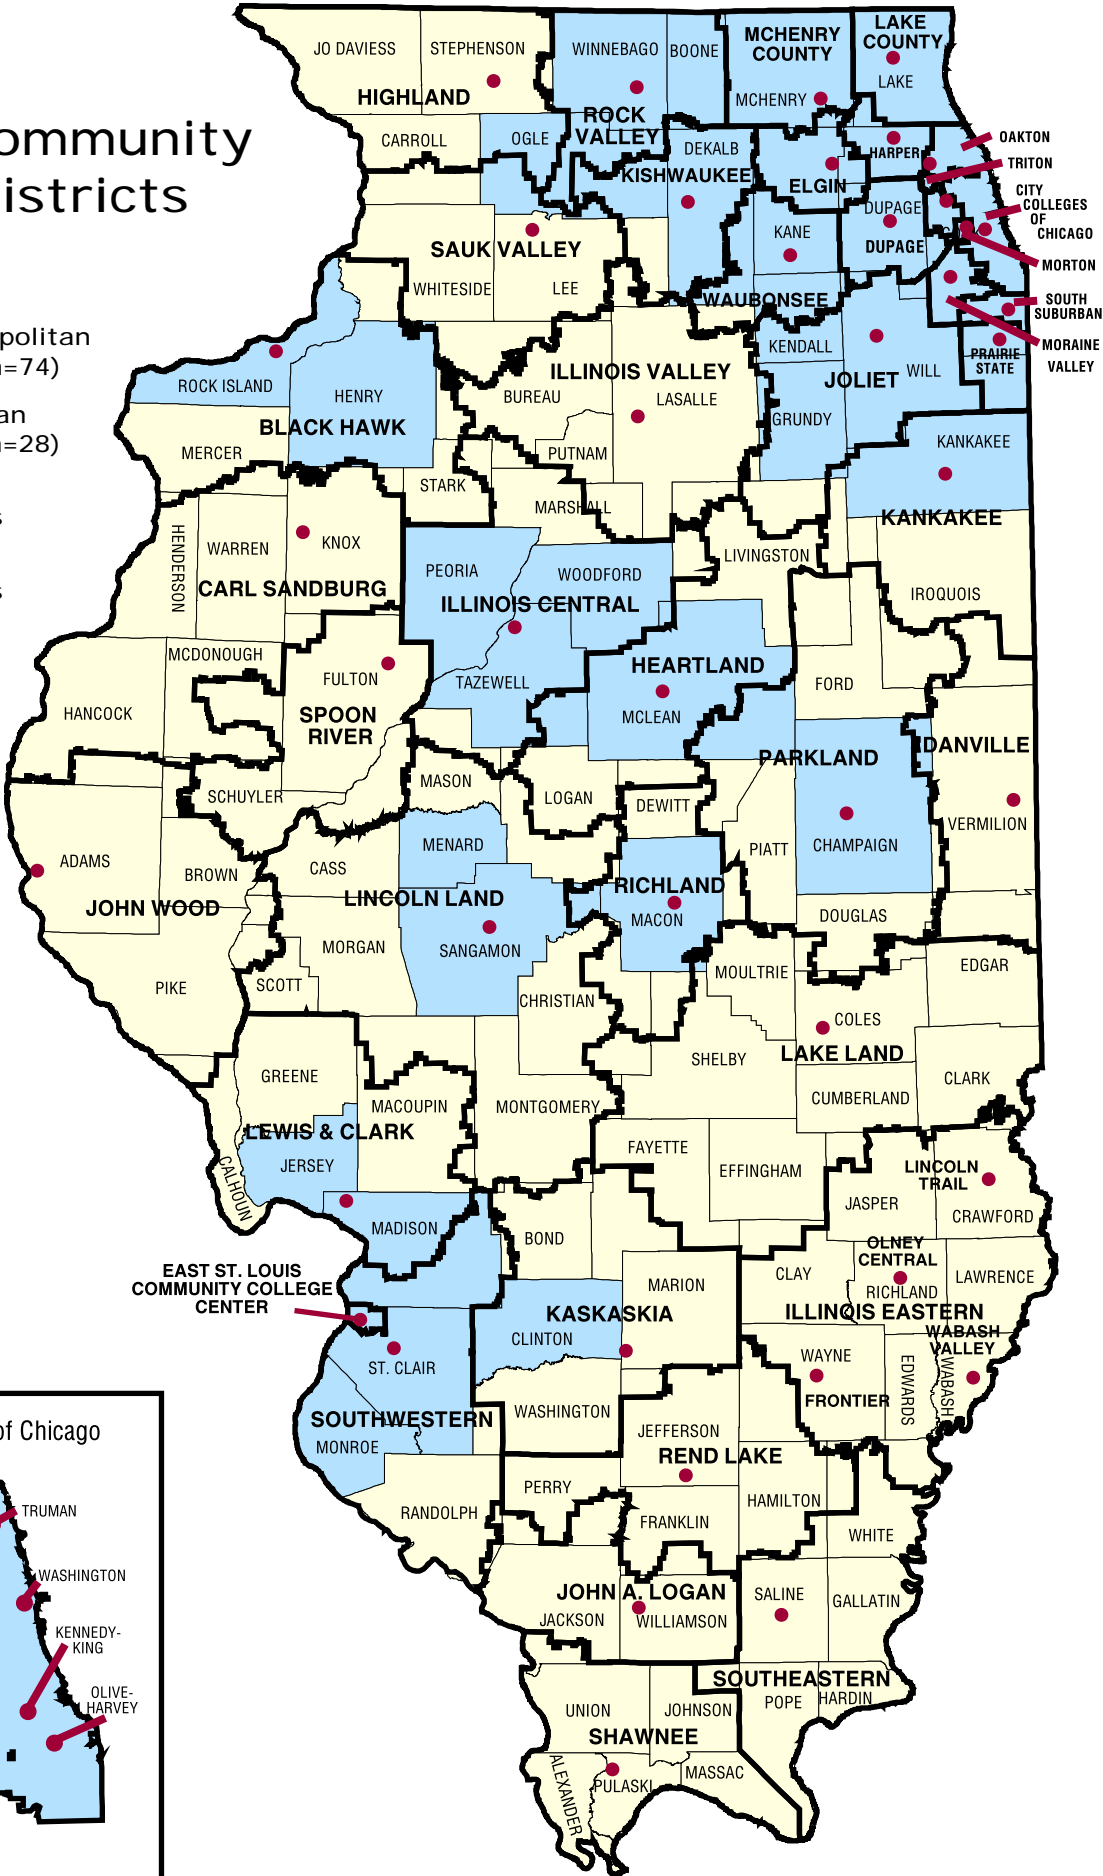 ommunity
istricts
politan
n=74)
an
n=28)
s
s
JO DAVIESS
STEPHENSON
WINNEBAGO
BOONE
MCHENRY
COUNTY
LAKE
COUNTY
LAKE
MCHENRY
HIGHLAND
ROCK
VALLEY
CARROLL
OGLE
DEKALB
KISHWAUKEE
ELGIN
HARPER
OAKTON
TRITON
CITY
COLLEGES
OF
CHICAGO
DUPAGE
KANE
DUPAGE
MORTON
SAUK VALLEY
WHITESIDE
LEE
WAUBONSEE
SOUTH
SUBURBAN
MORAINE
VALLEY
PRAIRIE
STATE
KENDALL
ILLINOIS VALLEY
JOLIET
WILL
ROCK ISLAND
HENRY
BUREAU
LASALLE
GRUNDY
BLACK HAWK
MERCER
PUTNAM
KANKAKEE
STARK
MARSHALL
KANKAKEE
HENDERSON
WARREN
KNOX
LIVINGSTON
PEORIA
WOODFORD
CARL SANDBURG
ILLINOIS CENTRAL
IROQUOIS
MCDONOUGH
HEARTLAND
FULTON
TAZEWELL
FORD
HANCOCK
SPOON
RIVER
MCLEAN
PARKLAND
DANVILLE
MASON
SCHUYLER
LOGAN
DEWITT
VERMILION
MENARD
CHAMPAIGN
PIATT
ADAMS
BROWN
CASS
LINCOLN LAND
RICHLAND
JOHN WOOD
MACON
DOUGLAS
MORGAN
SANGAMON
EDGAR
MOULTRIE
PIKE
SCOTT
CHRISTIAN
COLES
LAKE LAND
SHELBY
GREENE
CLARK
CUMBERLAND
MACOUPIN
MONTGOMERY
LEWIS & CLARK
FAYETTE
JERSEY
EFFINGHAM
LINCOLN
TRAIL
CALHOUN
JASPER
CRAWFORD
MADISON
BOND
OLNEY
CENTRAL
EAST ST. LOUIS
COMMUNITY COLLEGE
CENTER
MARION
CLAY
RICHLAND
LAWRENCE
KASKASKIA
ILLINOIS EASTERN
CLINTON
WABASH
VALLEY
ST. CLAIR
WAYNE
EDWARDS
WABASH
FRONTIER
WASHINGTON
SOUTHWESTERN
MONROE
JEFFERSON
REND LAKE
PERRY
HAMILTON
RANDOLPH
FRANKLIN
WHITE
JOHN A. LOGAN
SALINE
GALLATIN
JACKSON
WILLIAMSON
SOUTHEASTERN
POPE
HARDIN
UNION
JOHNSON
SHAWNEE
ALEXANDER
PULASKI
MASSAC
of Chicago
TRUMAN
WASHINGTON
KENNEDY-
KING
OLIVE-
HARVEY